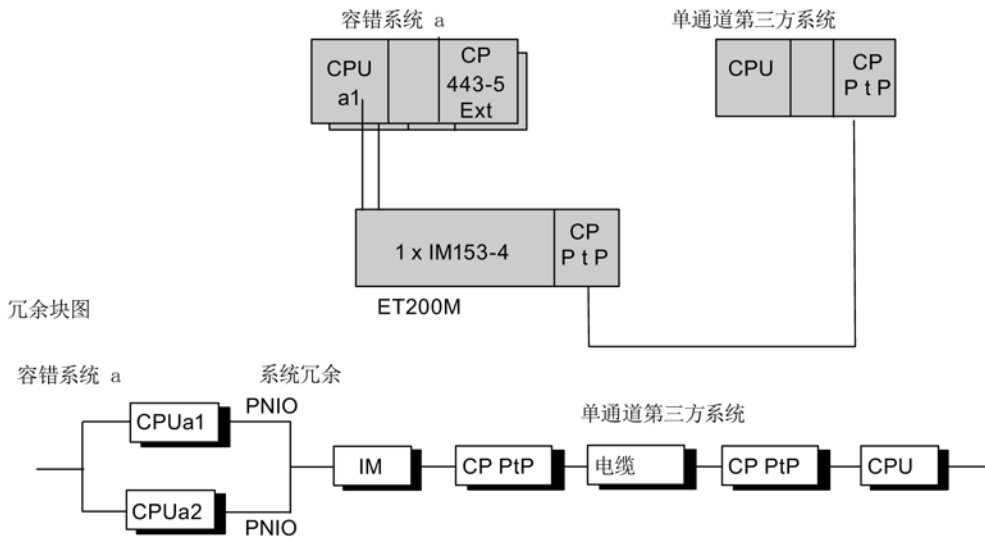 容错系统 a
单通道第三方系统
CPU
a1
CP
443-5
Ext
CPU
CP
P t P
1 x IM153-4
CP
P t P
ET200M
冗余块图
容错系统 a
系统冗余
单通道第三方系统
CPUa1
PNIO
IM
CP PtP
电缆
CP PtP
CPU
CPUa2
PNIO